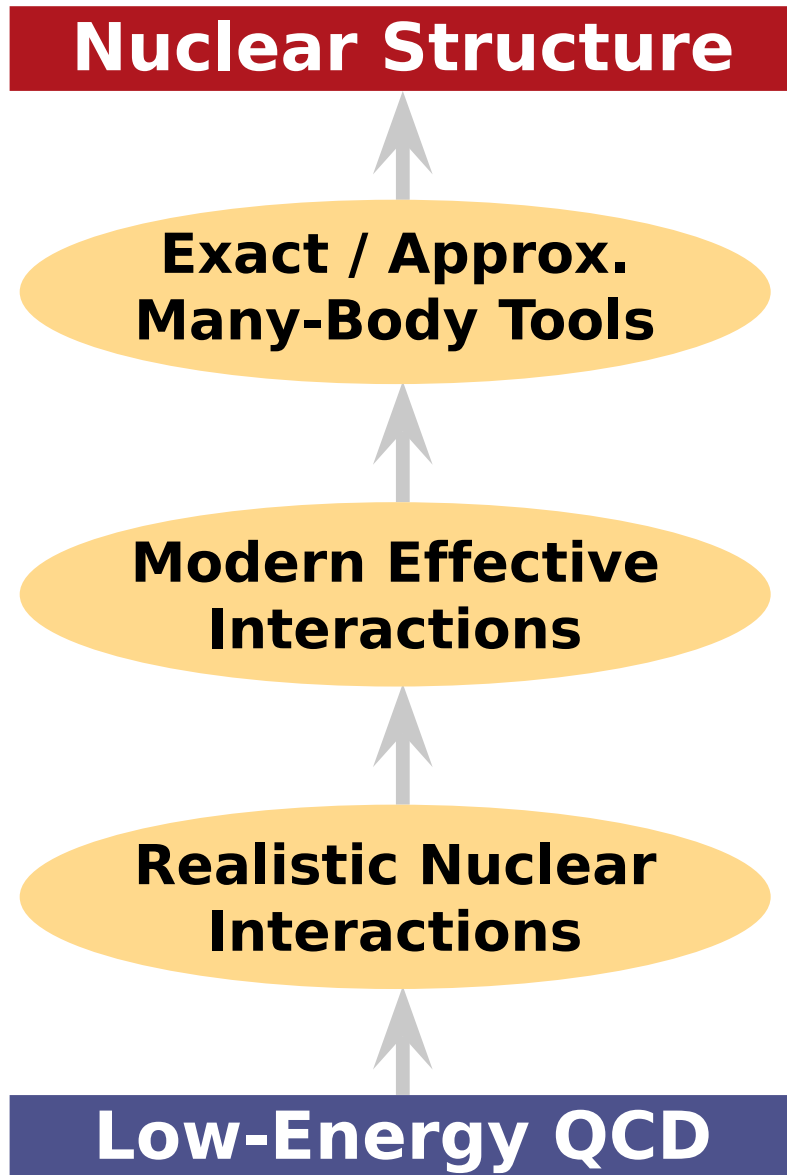 Nuclear Structure
Exact / Approx.
Many-Body Tools
Modern Effective
Interactions
Realistic Nuclear
Interactions
Low-Energy QCD